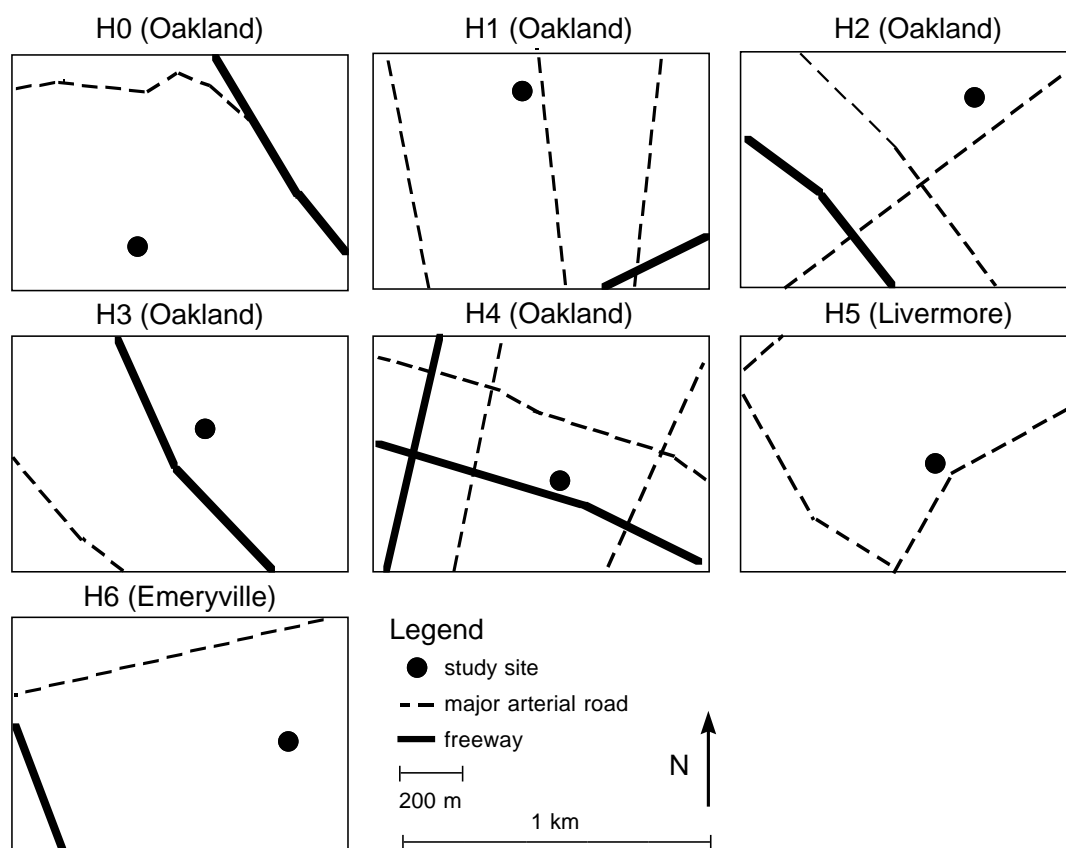 H0 (Oakland)
H1 (Oakland)
H2 (Oakland)
H3 (Oakland)
H4 (Oakland)
H5 (Livermore)
H6 (Emeryville)
Legend
study site
major arterial road
freeway
200 m
N
1 km